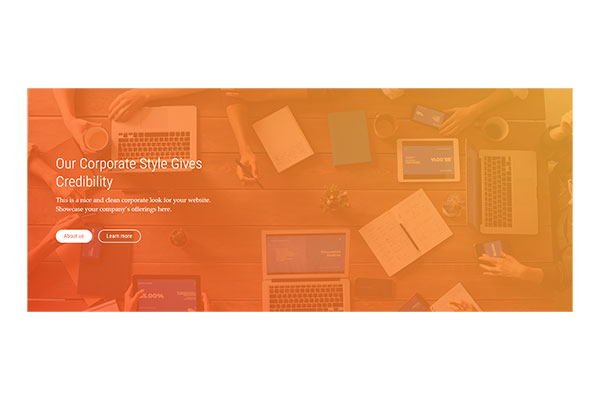 Our Corporate Style Gives
Credibility
This is a nice and clean corporate look for your website.
Showcase your company's offerings here.
About us
Learn more